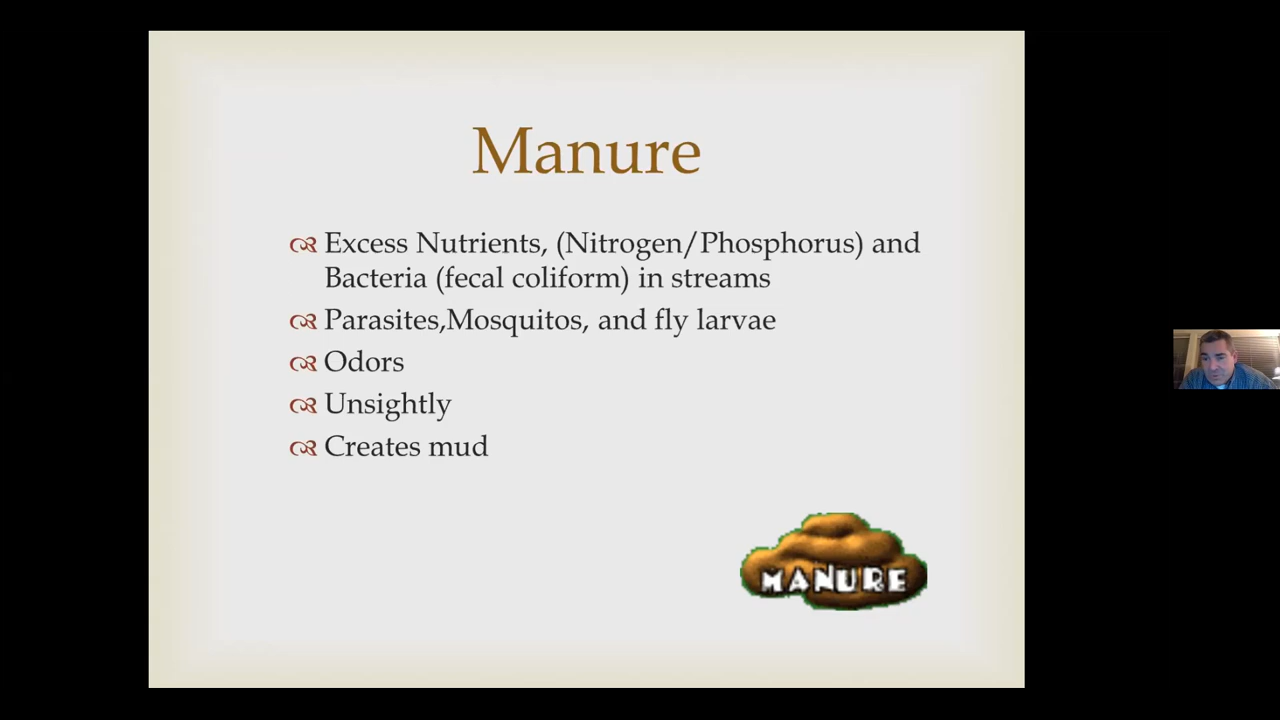 Manure
Excess Nutrients, (Nitrogen/Phosphorus) and
Bacteria (fecal coliform) in streams
Parasites,Mosquitos, and fly larvae
Odors
Unsightly
Creates mud
MANURE